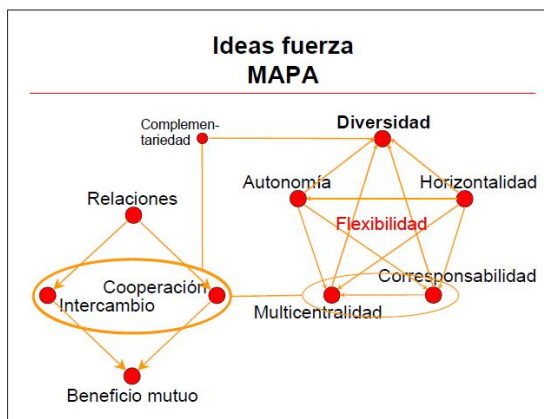 Ideas fuerza
MAPA
Complemen-
tariedad
Diversidad
Autonomía
Horizontalidad
Relaciones
Flexibilidad
Cooperación
Intercambio
Corresponsabilidad
Multicentralidad
Beneficio mutuo